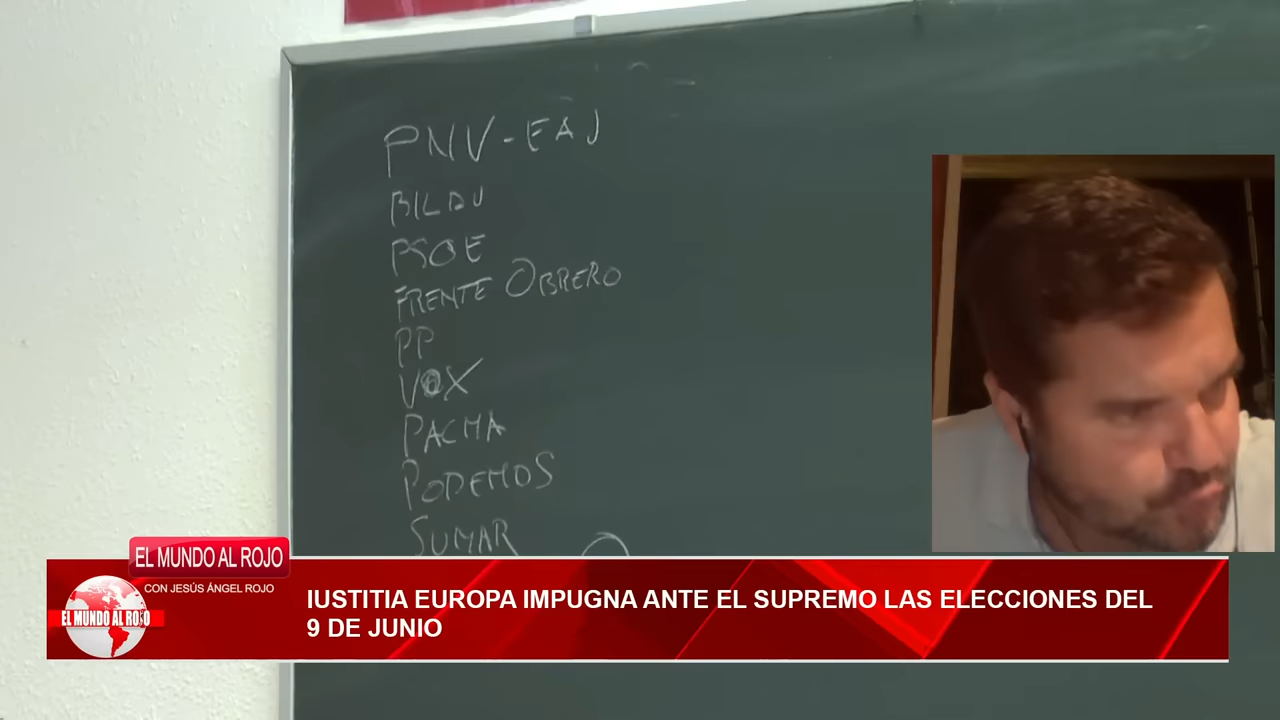 PNV-EAJ
BILDU
PSOE
FRENTE OBRERO
PP
VOX
PACMA
PODEMOS
SUMAR
EL MUNDO AL ROJO
CON JESÚS ÁNGEL ROJO
EL MUNDO AL ROJO
IUSTITIA EUROPA IMPUGNA ANTE EL SUPREMO LAS ELECCIONES DEL
9 DE JUNIO